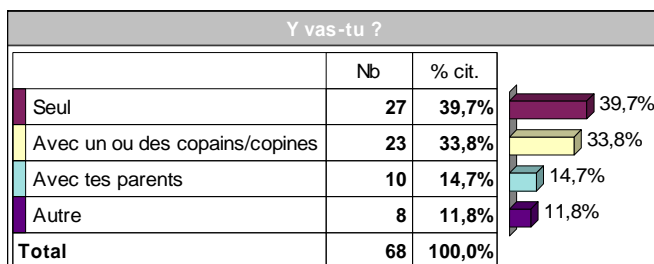 Y vas-tu ?
Nb % cit.
Seul 27 39,7% 39,7%
Avec un ou des copains/copines 23 33,8% 33,8%
Avec tes parents 10 14,7% 14,7%
Autre 8 11,8% 11,8%
Total 68 100,0%